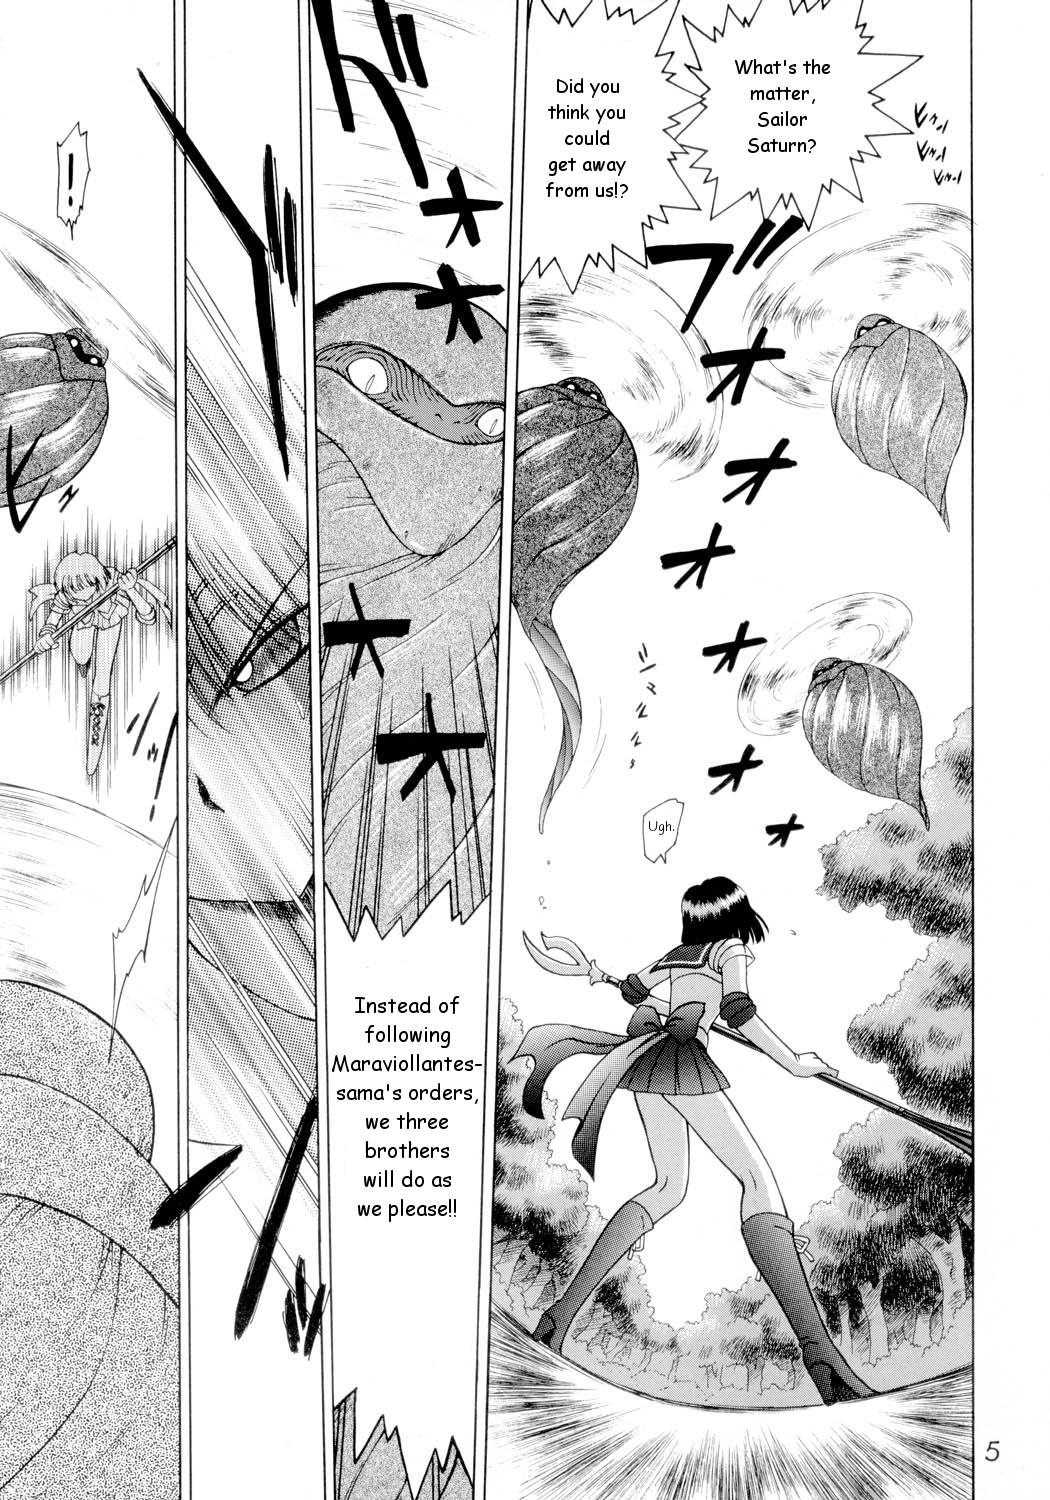 What's the
matter,
Sailor
Saturn?
Did you
think you
could
get away
from us!?
ブオオオオオオ
Ugh.
ドオオオオ
Instead of
following
Maraviollantes-
sama's orders,
we three
brothers
will do as
we please!!
!
5